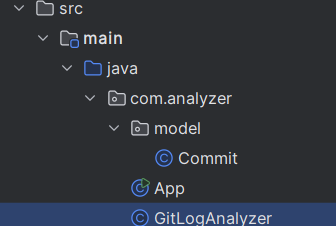 src
main
java
com.analyzer
model
Commit
App
GitLogAnalyzer